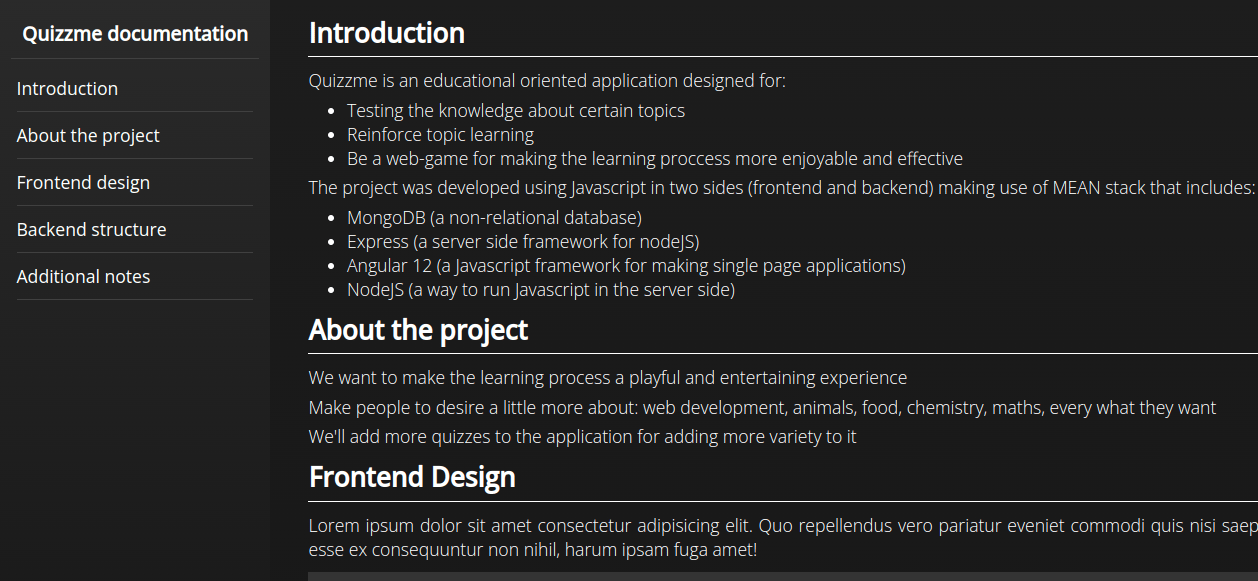 Quizzme documentation
Introduction
About the project
Frontend design
Backend structure
Additional notes
Introduction
Quizzme is an educational oriented application designed for:
Testing the knowledge about certain topics
Reinforce topic learning
Be a web-game for making the learning proccess more enjoyable and effective
The project was developed using Javascript in two sides (frontend and backend) making use of MEAN stack that includes:
MongoDB (a non-relational database)
Express (a server side framework for nodeJS)
Angular 12 (a Javascript framework for making single page applications)
NodeJS (a way to run Javascript in the server side)
About the project
We want to make the learning process a playful and entertaining experience
Make people to desire a little more about: web development, animals, food, chemistry, maths, every what they want
We'll add more quizzes to the application for adding more variety to it
Frontend Design
Lorem ipsum dolor sit amet consectetur adipisicing elit. Quo repellendus vero pariatur eveniet commodi quis nisi saep
esse ex consequuntur non nihil, harum ipsam fuga amet!